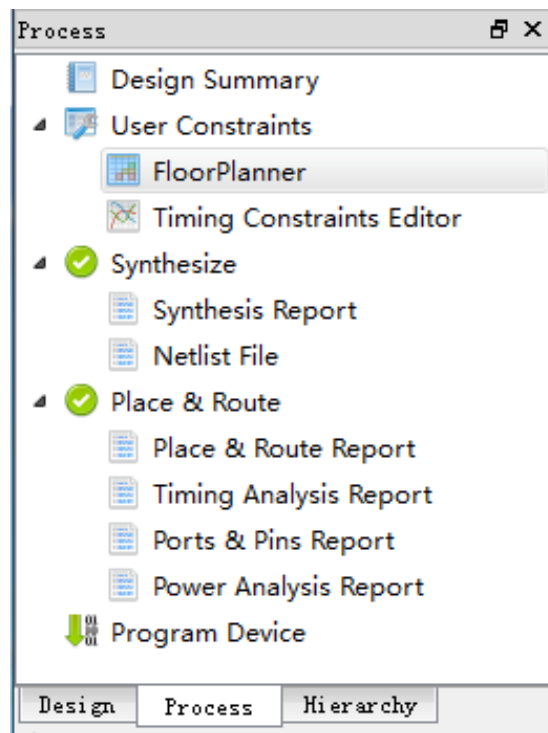 Process
Design Summary
User Constraints
FloorPlanner
Timing Constraints Editor
Synthesize
Synthesis Report
Netlist File
Place & Route
Place & Route Report
Timing Analysis Report
Ports & Pins Report
Power Analysis Report
Program Device
Design Process Hierarchy